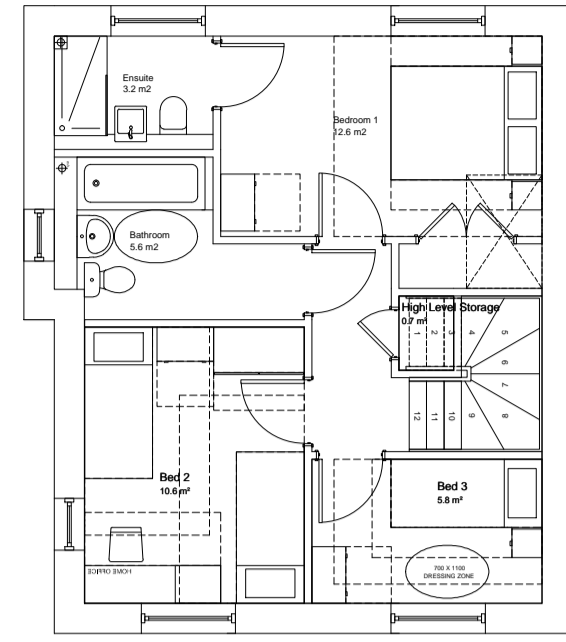 Ensuite
3.2 m2
Bedroom 1
12.6 m2
Bathroom
5.6 m2
High Level Storage
0.7 m²
1
2
3
4
5
6
7
8
9
10
11
12
Bed 2
10.6 m²
Bed 3
5.8 m²
HOME OFFICE
700 X 1100
DRESSING ZONE